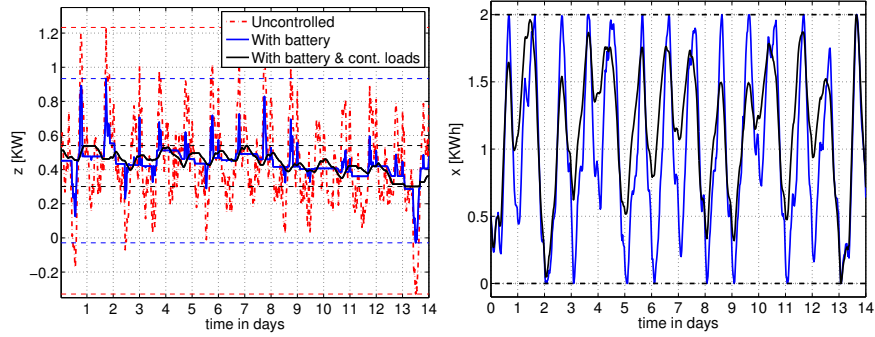 Uncontrolled
With battery
With battery & cont. loads
z [KW]
1.2
1
0.8
0.6
0.4
0.2
0
−0.2
1 2 3 4 5 6 7 8 9 10 11 12 13 14
time in days
x [KWh]
2
1.5
1
0.5
0
0 1 2 3 4 5 6 7 8 9 10 11 12 13 14
time in days